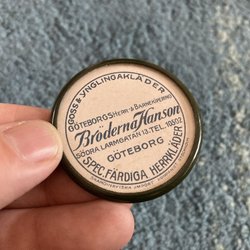 GOSS & YNGLINGAKLÄDER
GÖTEBORGS HERR- & BARNEKIPERING
Bröderna Hanson
SÖDRA LARMGATAN 13. TEL. 10002
GÖTEBORG
SPEC. FÄRDIGA HERRKLÄDER